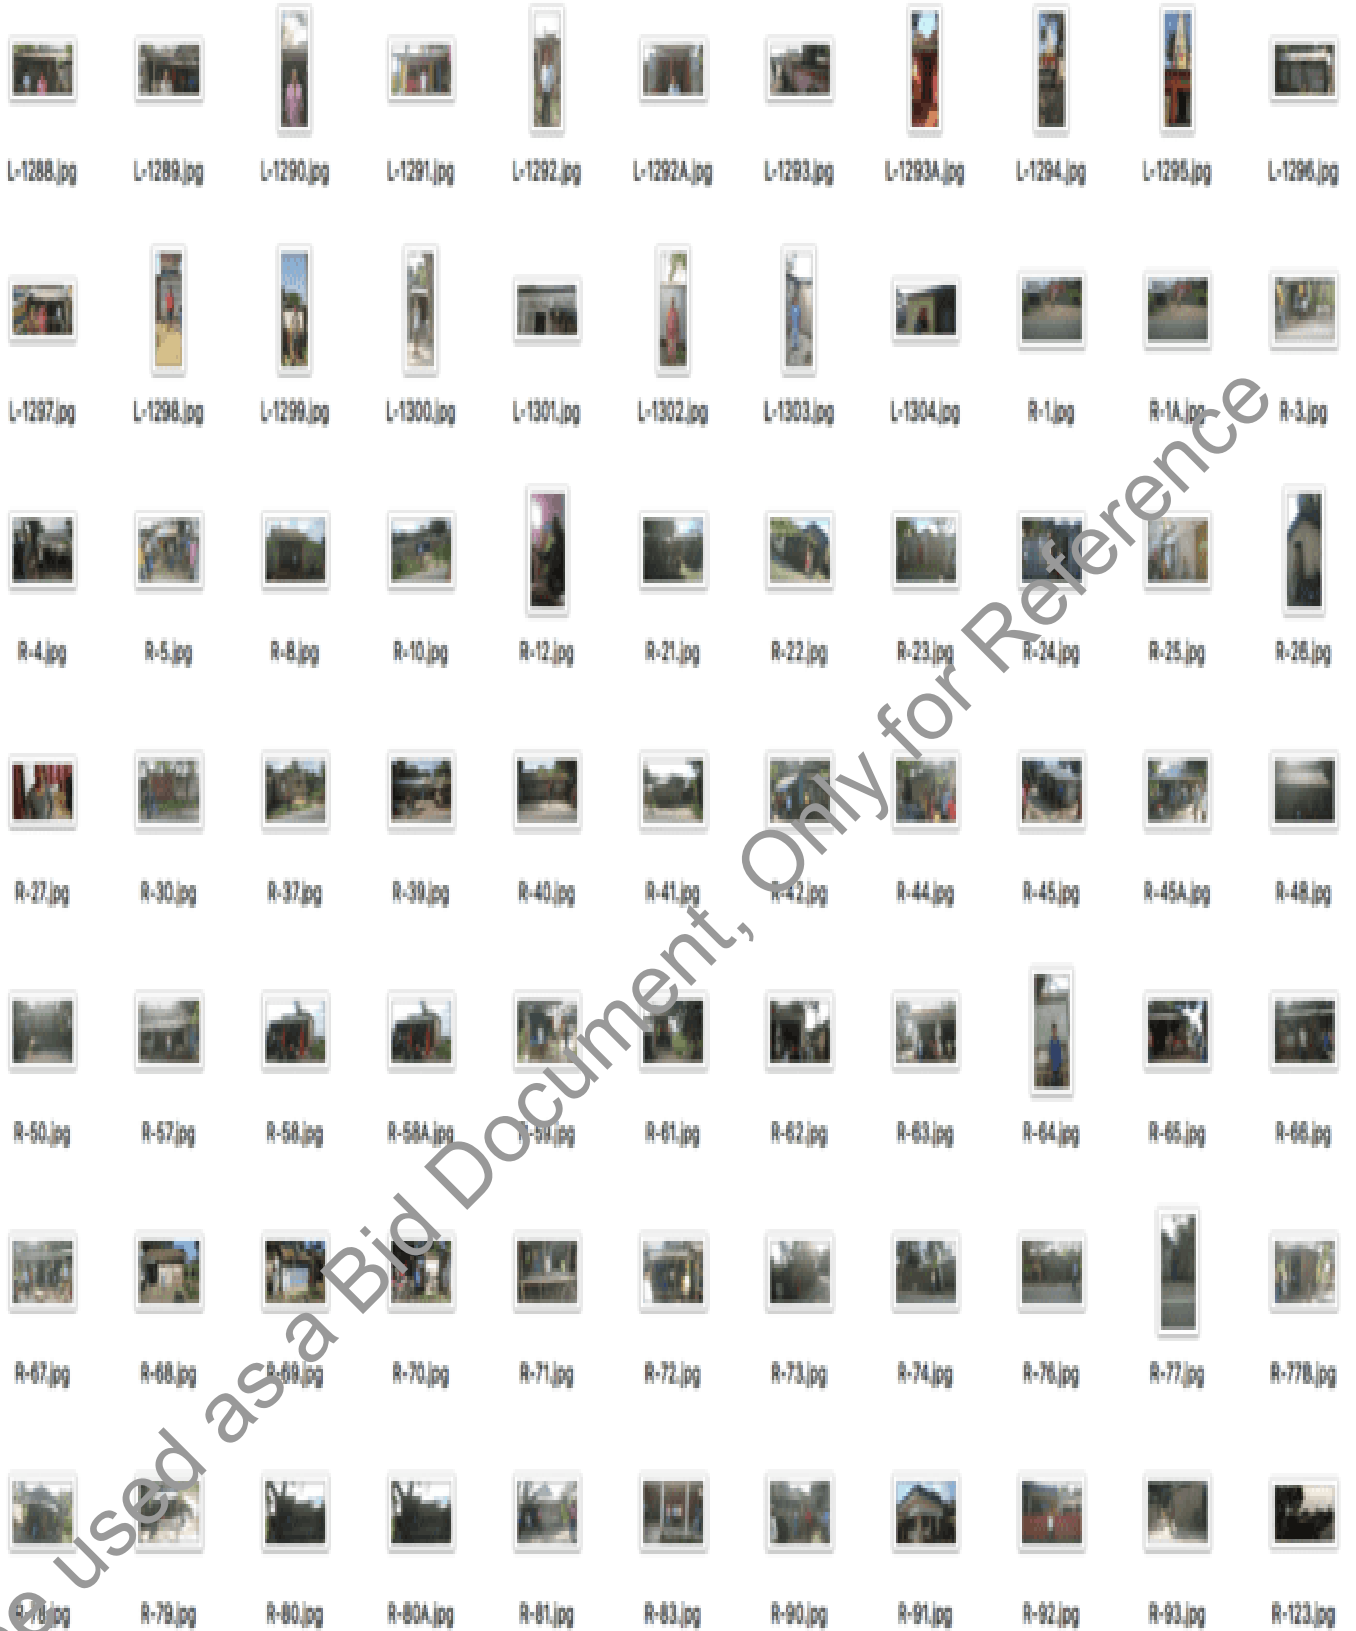 L-1288.jpg L-1289.jpg L-1290.jpg L-1291.jpg L-1292.jpg L-1292A.jpg L-1293.jpg L-1293A.jpg L-1294.jpg L-1295.jpg L-1296.jpg
L-1297.jpg L-1298.jpg L-1299.jpg L-1300.jpg L-1301.jpg L-1302.jpg L-1303.jpg L-1304.jpg R-1.jpg R-1A.jpg R-3.jpg
R-4.jpg R-5.jpg R-8.jpg R-10.jpg R-12.jpg R-21.jpg R-22.jpg R-23.jpg R-24.jpg R-25.jpg R-26.jpg
R-27.jpg R-30.jpg R-37.jpg R-39.jpg R-40.jpg R-41.jpg R-42.jpg R-44.jpg R-45.jpg R-45A.jpg R-48.jpg
R-50.jpg R-57.jpg R-58.jpg R-58A.jpg R-59.jpg R-61.jpg R-62.jpg R-63.jpg R-64.jpg R-65.jpg R-66.jpg
R-67.jpg R-68.jpg R-69.jpg R-70.jpg R-71.jpg R-72.jpg R-73.jpg R-74.jpg R-76.jpg R-77.jpg R-77B.jpg
R-79.jpg R-80.jpg R-80A.jpg R-81.jpg R-83.jpg R-90.jpg R-91.jpg R-92.jpg R-93.jpg R-123.jpg
used as a Bid Document, Only for Reference